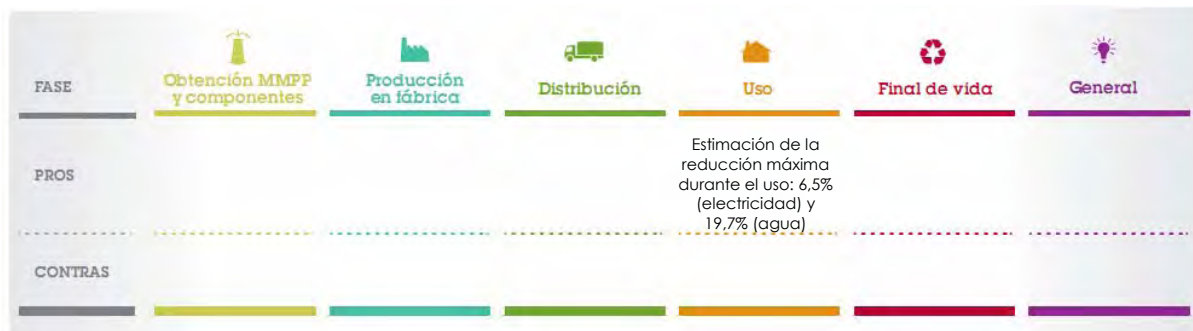 FASE
Obtención MMPP
y componentes
Producción
en fábrica
Distribución
Uso
Final de vida
General
PROS
Estimación de la
reducción máxima
durante el uso: 6,5%
(electricidad) y
19,7% (agua)
CONTRAS